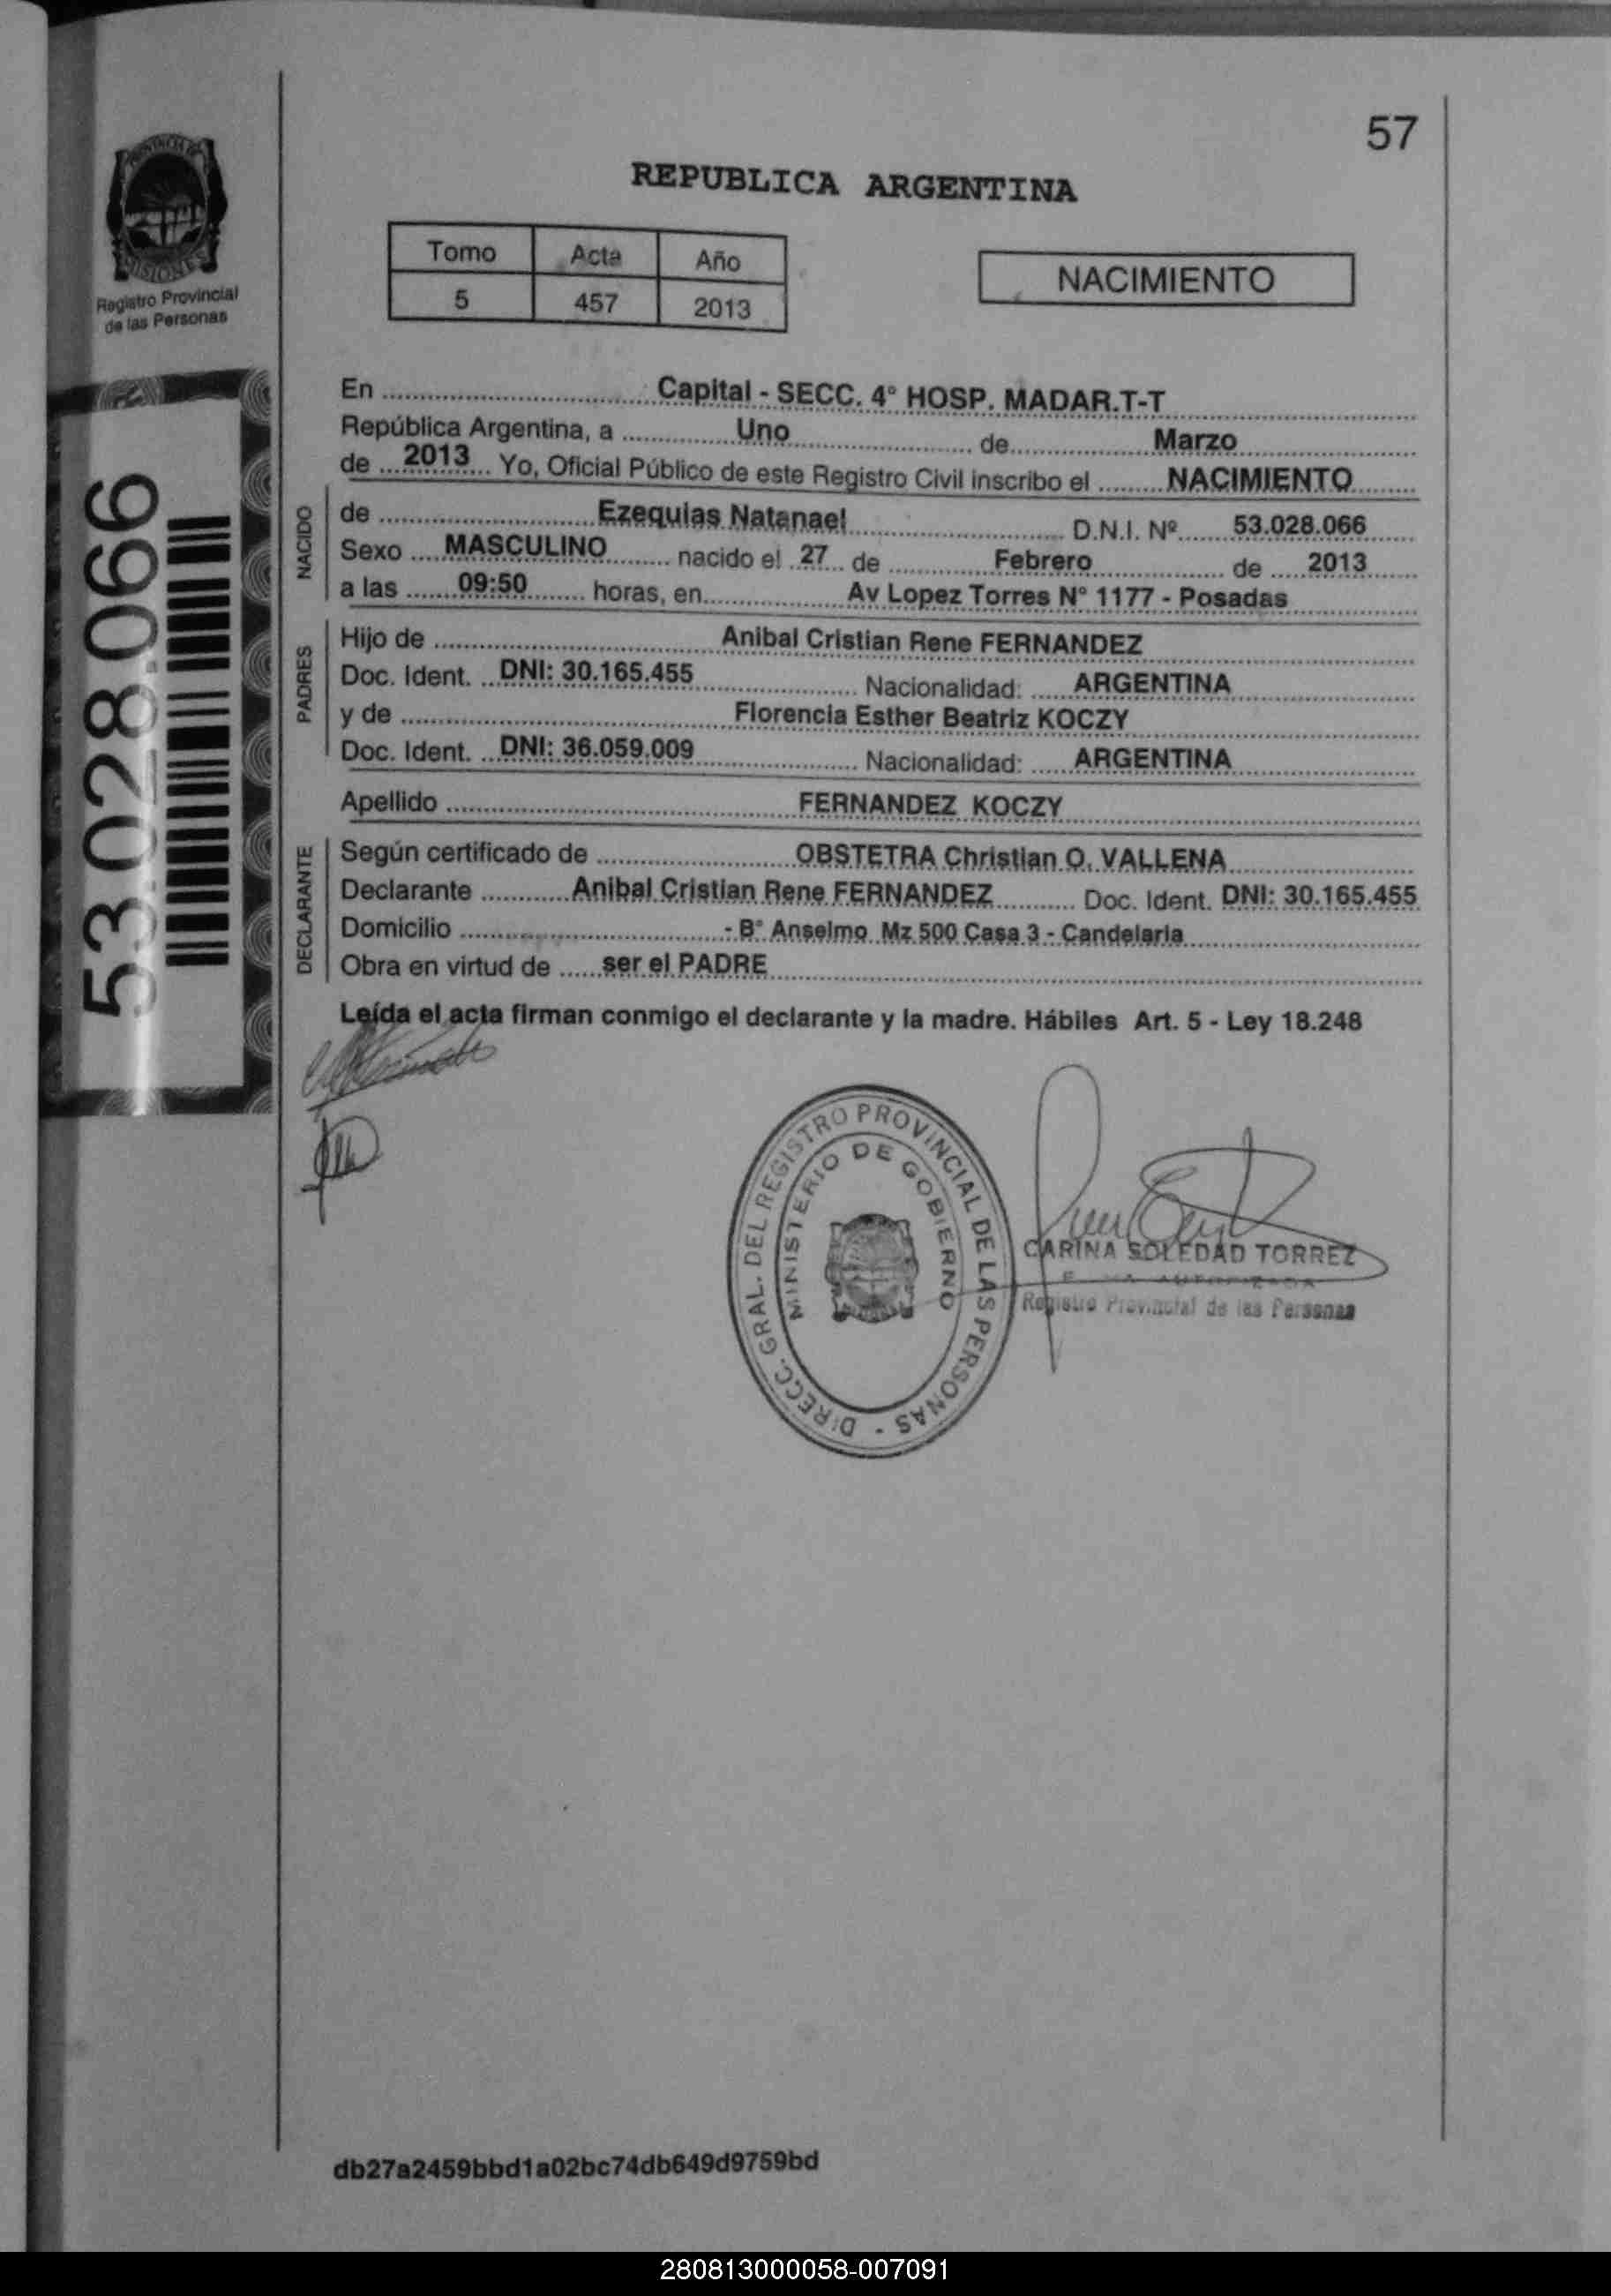 57
REPUBLICA ARGENTINA
PROVINCIA DE
MISIONES
Registro Provincial
de las Personas
Tomo Acta Año
5 457 2013
NACIMIENTO
53.028.066
En Capital - SECC. 4° HOSP. MADAR.T-T
República Argentina, a Uno de Marzo
de 2013 Yo, Oficial Público de este Registro Civil inscribo el NACIMIENTO
NACIDO
de Ezequias Natanael D.N.I. Nº 53.028.066
Sexo MASCULINO nacido el 27 de Febrero de 2013
a las 09:50 horas, en Av Lopez Torres N° 1177 - Posadas
PADRES
Hijo de Anibal Cristian Rene FERNANDEZ
Doc. Ident. DNI: 30.165.455 Nacionalidad: ARGENTINA
y de Florencia Esther Beatriz KOCZY
Doc. Ident. DNI: 36.059.009 Nacionalidad: ARGENTINA
Apellido FERNANDEZ KOCZY
DECLARANTE
Según certificado de OBSTETRA Christian O. VALLENA
Declarante Anibal Cristian Rene FERNANDEZ Doc. Ident. DNI: 30.165.455
Domicilio - B° Anselmo Mz 500 Casa 3 - Candelaria
Obra en virtud de ser el PADRE
Leída el acta firman conmigo el declarante y la madre. Hábiles Art. 5 - Ley 18.248
DIRECC. GRAL. DEL REGISTRO PROVINCIAL DE LAS PERSONAS -
MINISTERIO DE GOBIERNO
CARINA SOLEDAD TORREZ
FIRMA AUTORIZADA
Registro Provincial de las Personas
db27a2459bbd1a02bc74db649d9759bd
280813000058-007091